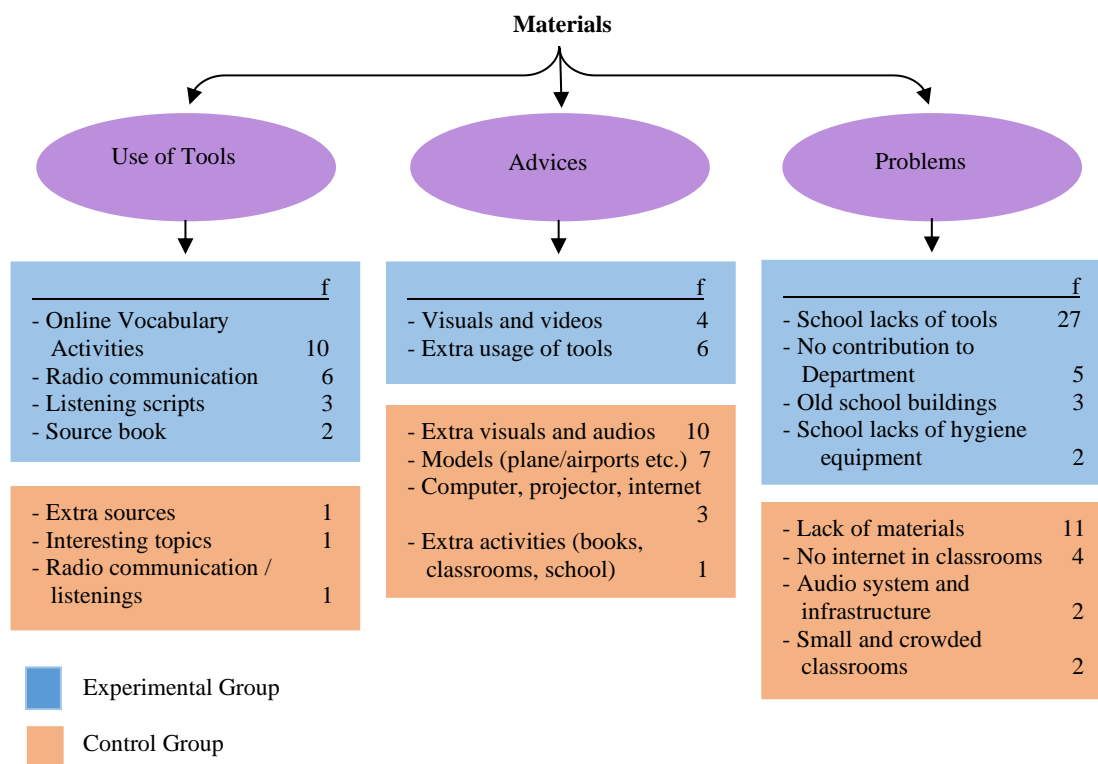 Materials
Use of Tools
Advices
Problems
f
- Online Vocabulary
Activities 10
- Radio communication 6
- Listening scripts 3
- Source book 2
- Extra sources 1
- Interesting topics 1
- Radio communication /
listenings 1
f
- Visuals and videos 4
- Extra usage of tools 6
- Extra visuals and audios 10
- Models (plane/airports etc.) 7
- Computer, projector, internet
3
- Extra activities (books,
classrooms, school) 1
f
- School lacks of tools 27
- No contribution to
Department 5
- Old school buildings 3
- School lacks of hygiene
equipment 2
- Lack of materials 11
- No internet in classrooms 4
- Audio system and
infrastructure 2
- Small and crowded
classrooms 2
Experimental Group
Control Group